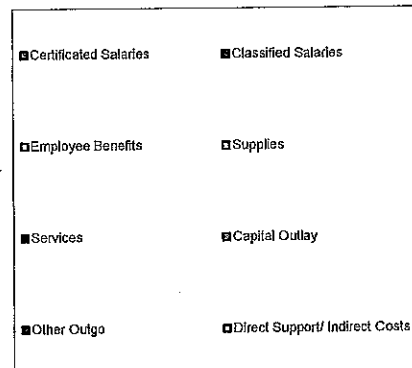 Certificated Salaries
Classified Salaries
Employee Benefits
Supplies
Services
Capital Outlay
Other Outgo
Direct Support/ Indirect Costs